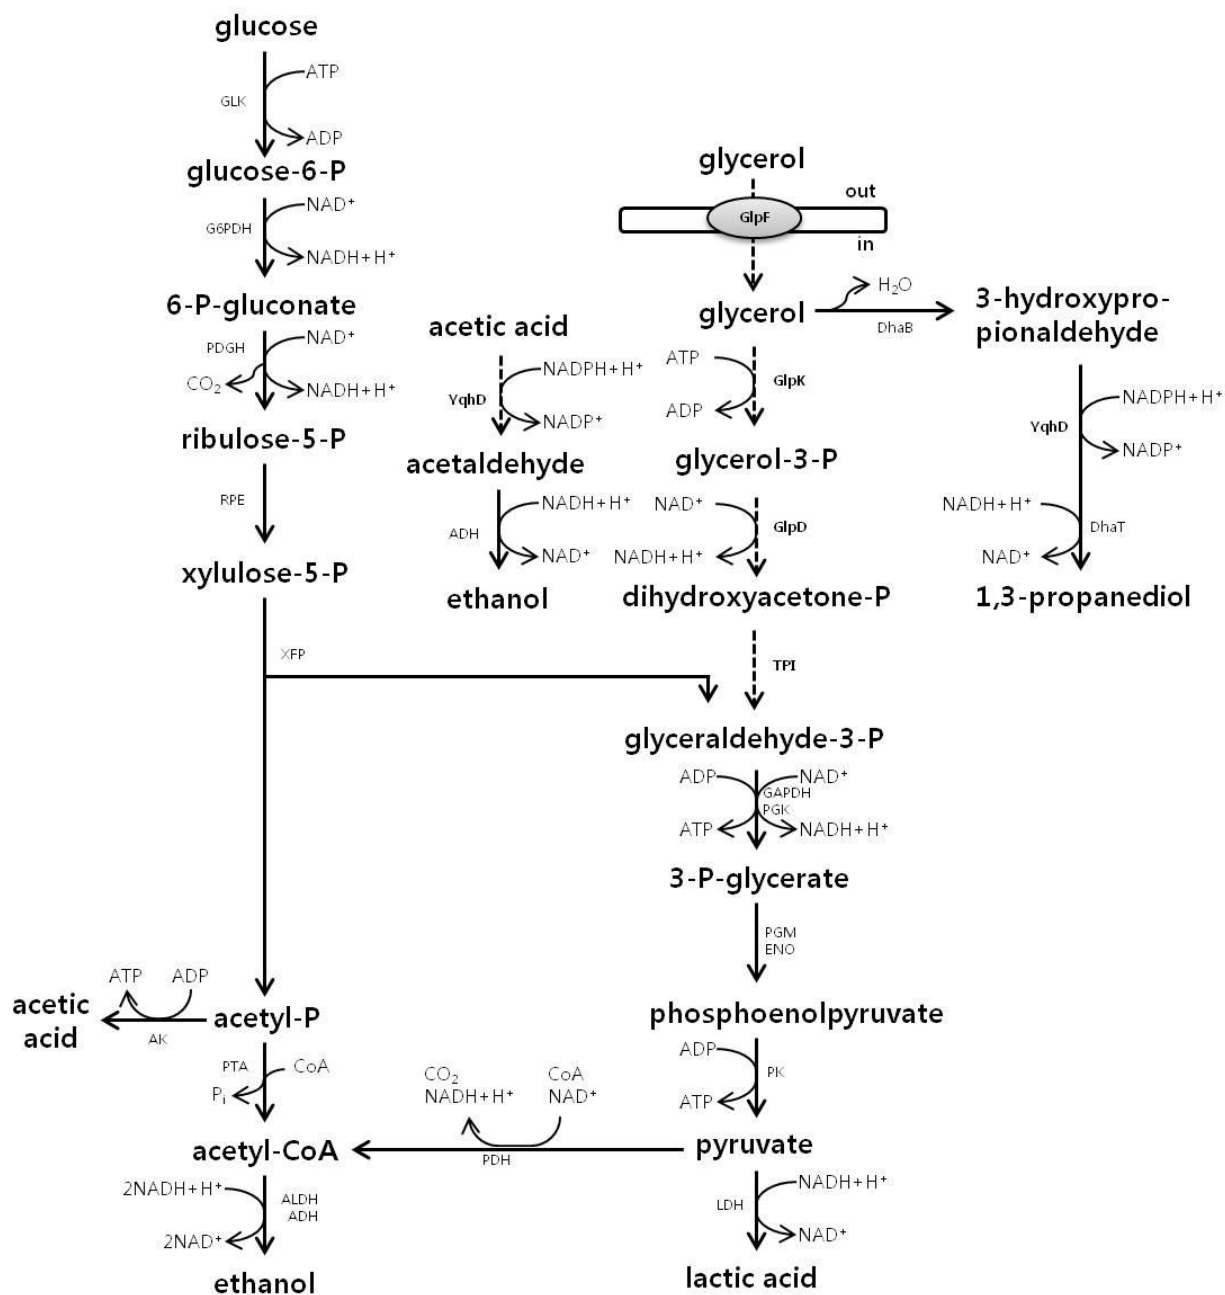 glucose
ATP
GLK
ADP
glucose-6-P
NAD⁺
G6PDH
NADH+H⁺
6-P-gluconate
NAD⁺
PDGH
CO₂
NADH+H⁺
ribulose-5-P
RPE
xylulose-5-P
XFP
acetic acid
NADPH+H⁺
YqhD
NADP⁺
acetaldehyde
NADH+H⁺
ADH
NAD⁺
ethanol
glycerol
out
GlpF
in
glycerol
H₂O
DhaB
3-hydroxypro-
pionaldehyde
ATP
GlpK
ADP
glycerol-3-P
NAD⁺
GlpD
NADH+H⁺
dihydroxyacetone-P
TPI
NADPH+H⁺
YqhD
NADP⁺
NADH+H⁺
DhaT
NAD⁺
1,3-propanediol
glyceraldehyde-3-P
ADP
NAD⁺
GAPDH
PGK
ATP
NADH+H⁺
3-P-glycerate
PGM
ENO
phosphoenolpyruvate
ADP
PK
ATP
pyruvate
NADH+H⁺
LDH
NAD⁺
lactic acid
ATP
ADP
acetic
acid
AK
acetyl-P
PTA
CoA
Pᵢ
CO₂
NADH+H⁺
CoA
NAD⁺
PDH
acetyl-CoA
2NADH+H⁺
ALDH
ADH
2NAD⁺
ethanol